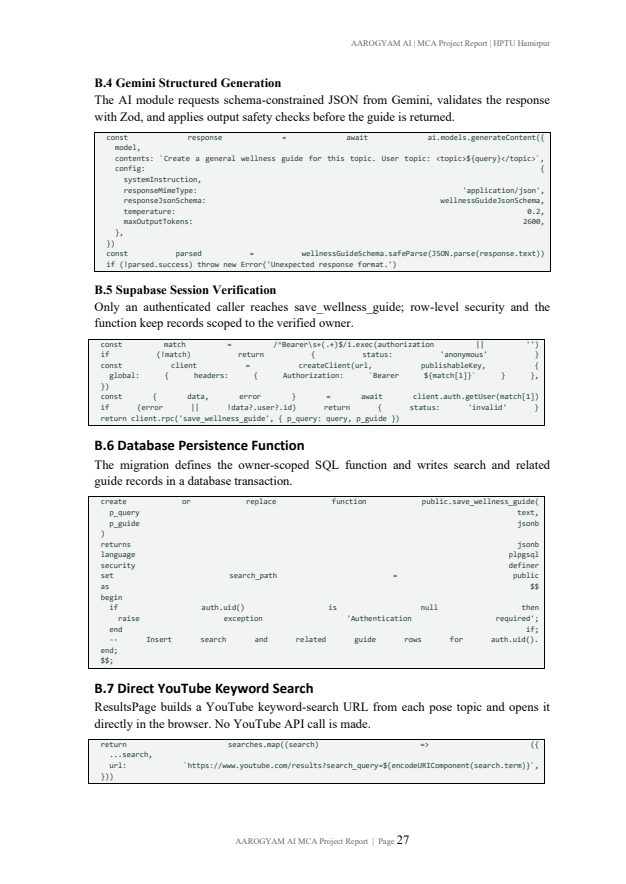 AAROGYAM AI | MCA Project Report | HPTU Hamirpur
B.4 Gemini Structured Generation
The AI module requests schema-constrained JSON from Gemini, validates the response
with Zod, and applies output safety checks before the guide is returned.
const response = await ai.models.generateContent({
  model,
  contents: `Create a general wellness guide for this topic. User topic: <topic>${query}</topic>`,
  config: {
    systemInstruction,
    responseMimeType: 'application/json',
    responseJsonSchema: wellnessGuideJsonSchema,
    temperature: 0.2,
    maxOutputTokens: 2600,
  },
})
const parsed = wellnessGuideSchema.safeParse(JSON.parse(response.text))
if (!parsed.success) throw new Error('Unexpected response format.')
B.5 Supabase Session Verification
Only an authenticated caller reaches save_wellness_guide; row-level security and the
function keep records scoped to the verified owner.
const match = /^Bearer\s+(.+)$/i.exec(authorization || '')
if (!match) return { status: 'anonymous' }
const client = createClient(url, publishableKey, {
  global: { headers: { Authorization: `Bearer ${match[1]}` } },
})
const { data, error } = await client.auth.getUser(match[1])
if (error || !data?.user?.id) return { status: 'invalid' }
return client.rpc('save_wellness_guide', { p_query: query, p_guide })
B.6 Database Persistence Function
The migration defines the owner-scoped SQL function and writes search and related
guide records in a database transaction.
create or replace function public.save_wellness_guide(
  p_query text,
  p_guide jsonb
)
returns jsonb
language plpgsql
security definer
set search_path = public
as $$
begin
  if auth.uid() is null then
    raise exception 'Authentication required';
  end if;
  -- Insert search and related guide rows for auth.uid().
end;
$$;
B.7 Direct YouTube Keyword Search
ResultsPage builds a YouTube keyword-search URL from each pose topic and opens it
directly in the browser. No YouTube API call is made.
return searches.map((search) => ({
  ...search,
  url: `https://www.youtube.com/results?search_query=${encodeURIComponent(search.term)}`,
}))
AAROGYAM AI MCA Project Report | Page 27